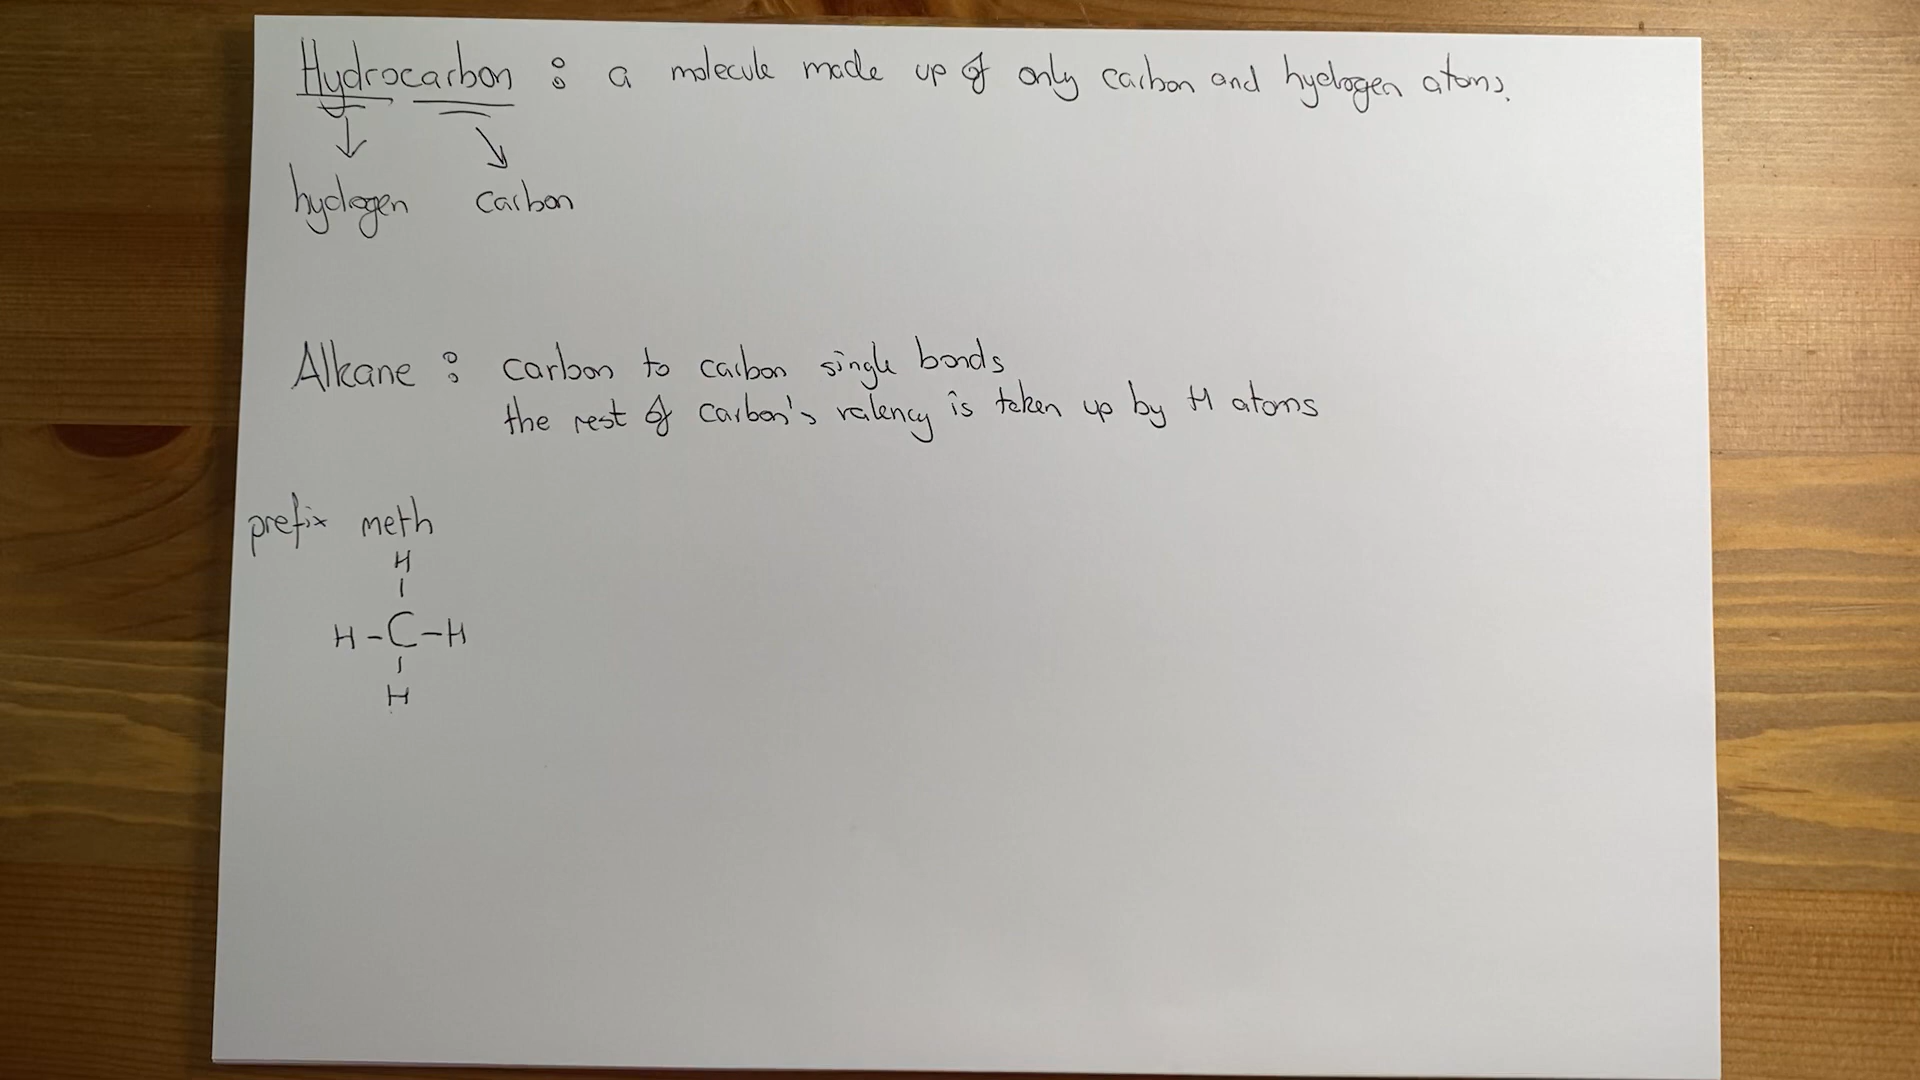 Hydrocarbon : a molecule made up of only carbon and hydrogen atoms.
hydrogen carbon
Alkane : carbon to carbon single bonds
the rest of carbon's valency is taken up by H atoms
prefix meth
H
H-C-H
H